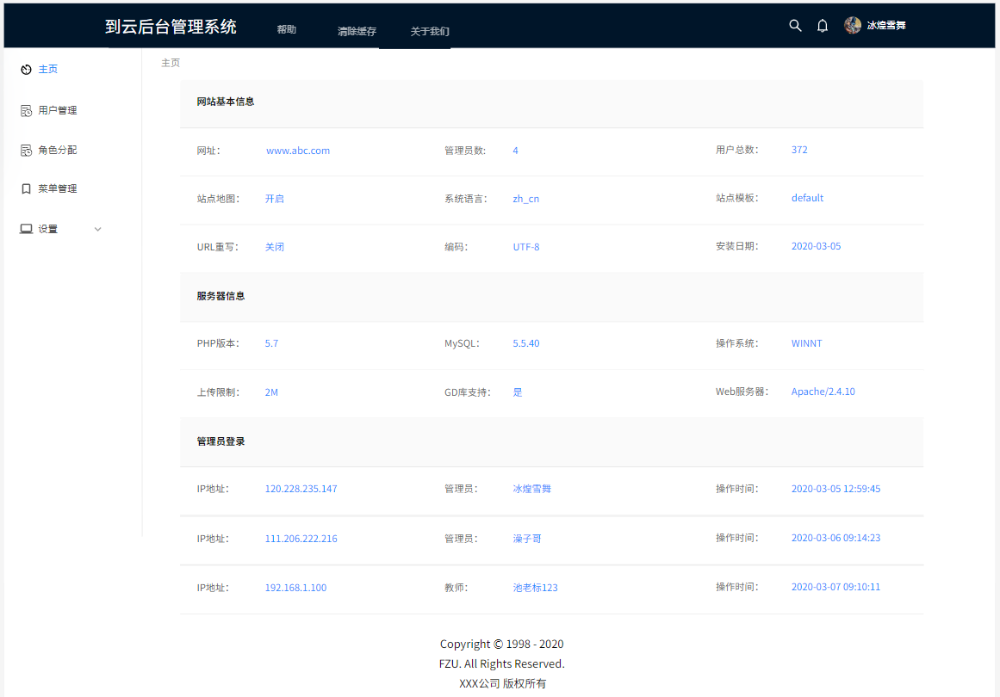 到云后台管理系统 帮助 清除缓存 关于我们 冰煌雪舞
主页 主页
用户管理
角色分配
菜单管理
设置
网站基本信息
网址： www.abc.com 管理员数: 4 用户总数： 372
站点地图： 开启 系统语言： zh_cn 站点模板： default
URL重写： 关闭 编码： UTF-8 安装日期： 2020-03-05
服务器信息
PHP版本： 5.7 MySQL： 5.5.40 操作系统： WINNT
上传限制： 2M GD库支持： 是 Web服务器： Apache/2.4.10
管理员登录
IP地址： 120.228.235.147 管理员： 冰煌雪舞 操作时间： 2020-03-05 12:59:45
IP地址： 111.206.222.216 管理员： 澡子哥 操作时间： 2020-03-06 09:14:23
IP地址： 192.168.1.100 教师： 池老标123 操作时间： 2020-03-07 09:10:11
Copyright © 1998 - 2020
FZU. All Rights Reserved.
XXX公司 版权所有